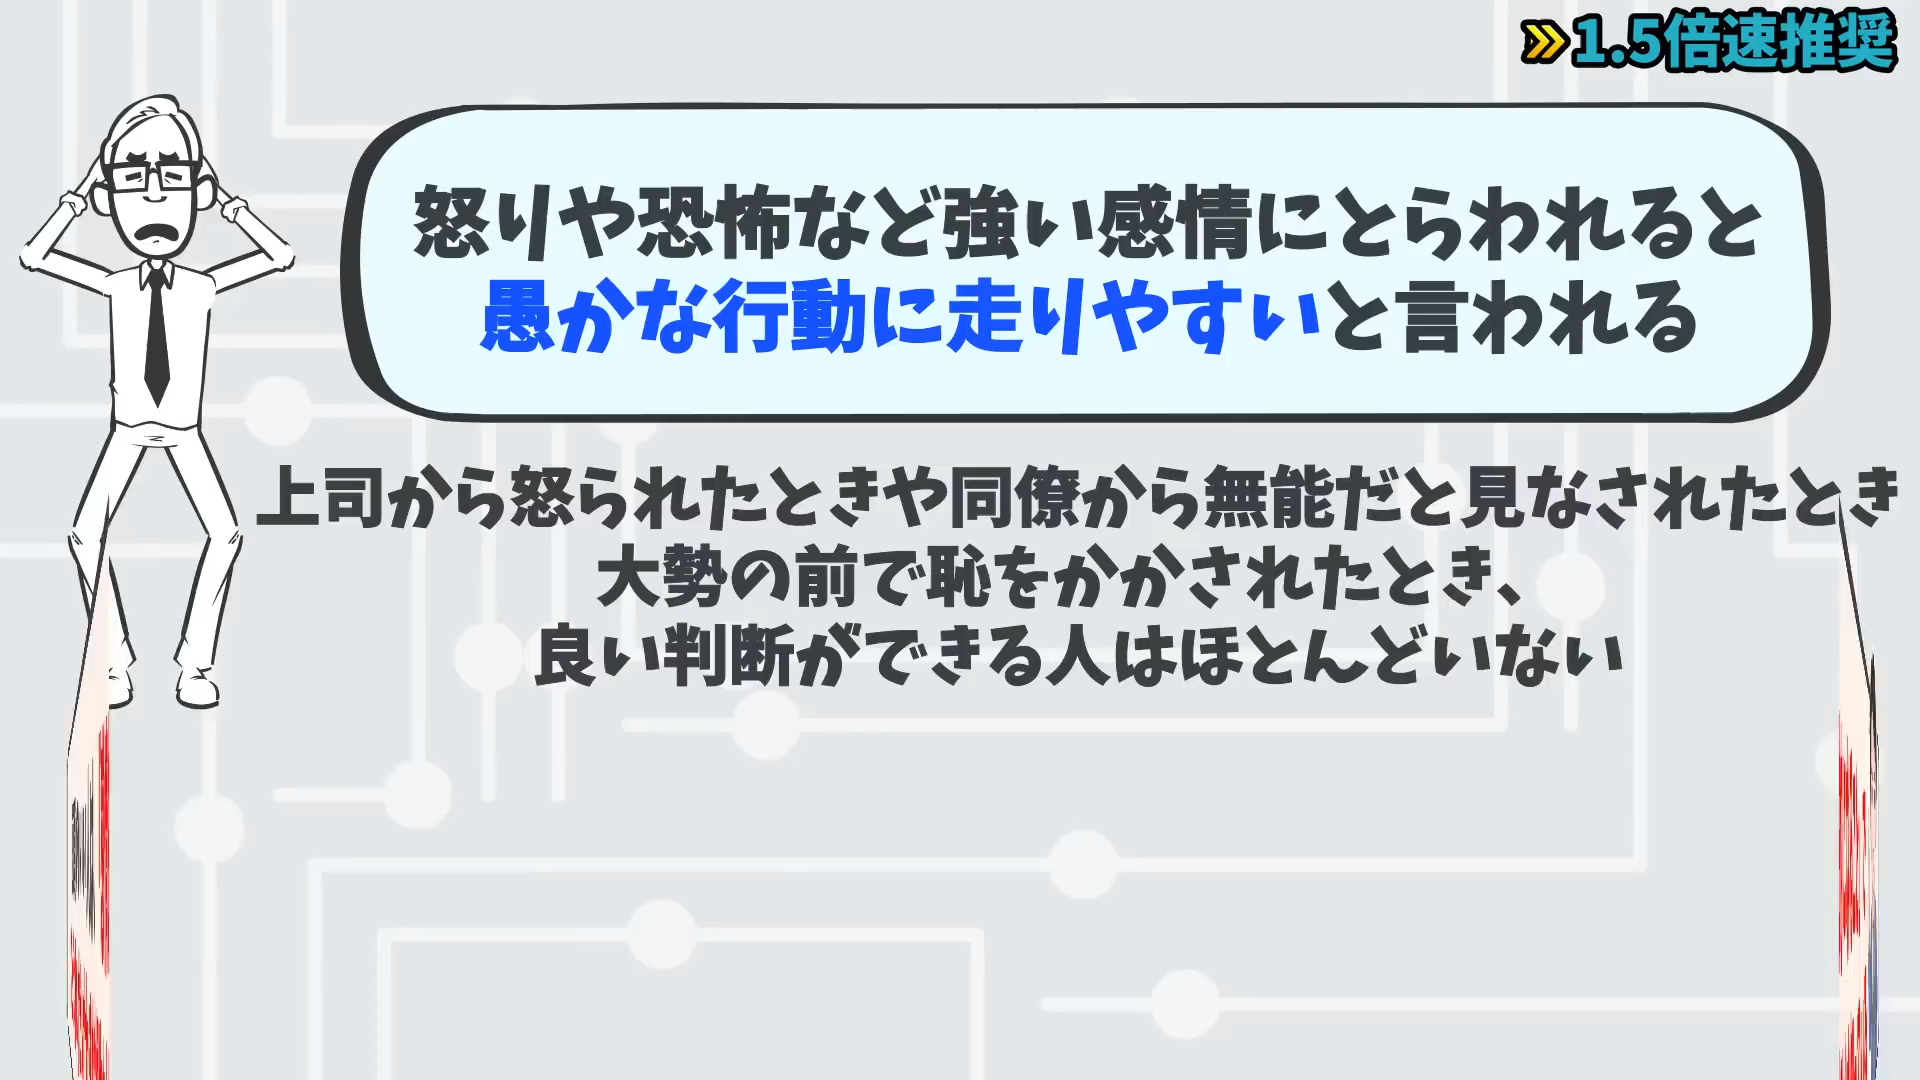 1.5倍速推奨
怒りや恐怖など強い感情にとらわれると
愚かな行動に走りやすいと言われる
上司から怒られたときや同僚から無能だと見なされたとき
大勢の前で恥をかかされたとき、
良い判断ができる人はほとんどいない